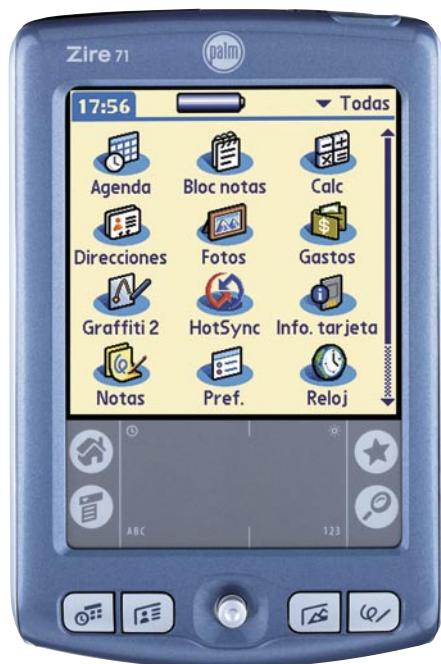 Zire 71 palm
17:56 Todas
Agenda Bloc notas Calc
Direcciones Fotos Gastos
Graffiti 2 HotSync Info. tarjeta
Notas Pref. Reloj
ABC 123